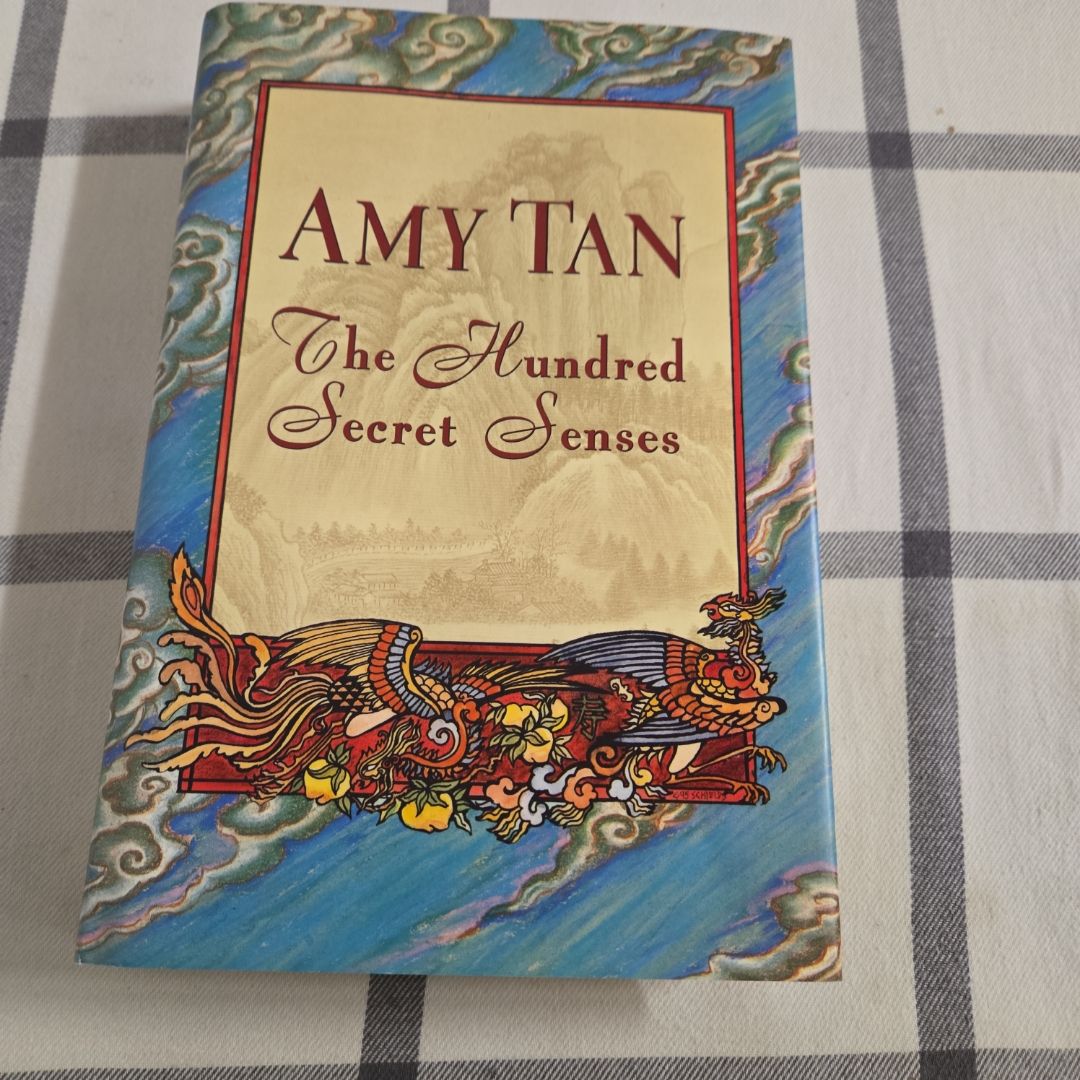 AMY TAN
The Hundred
Secret Senses